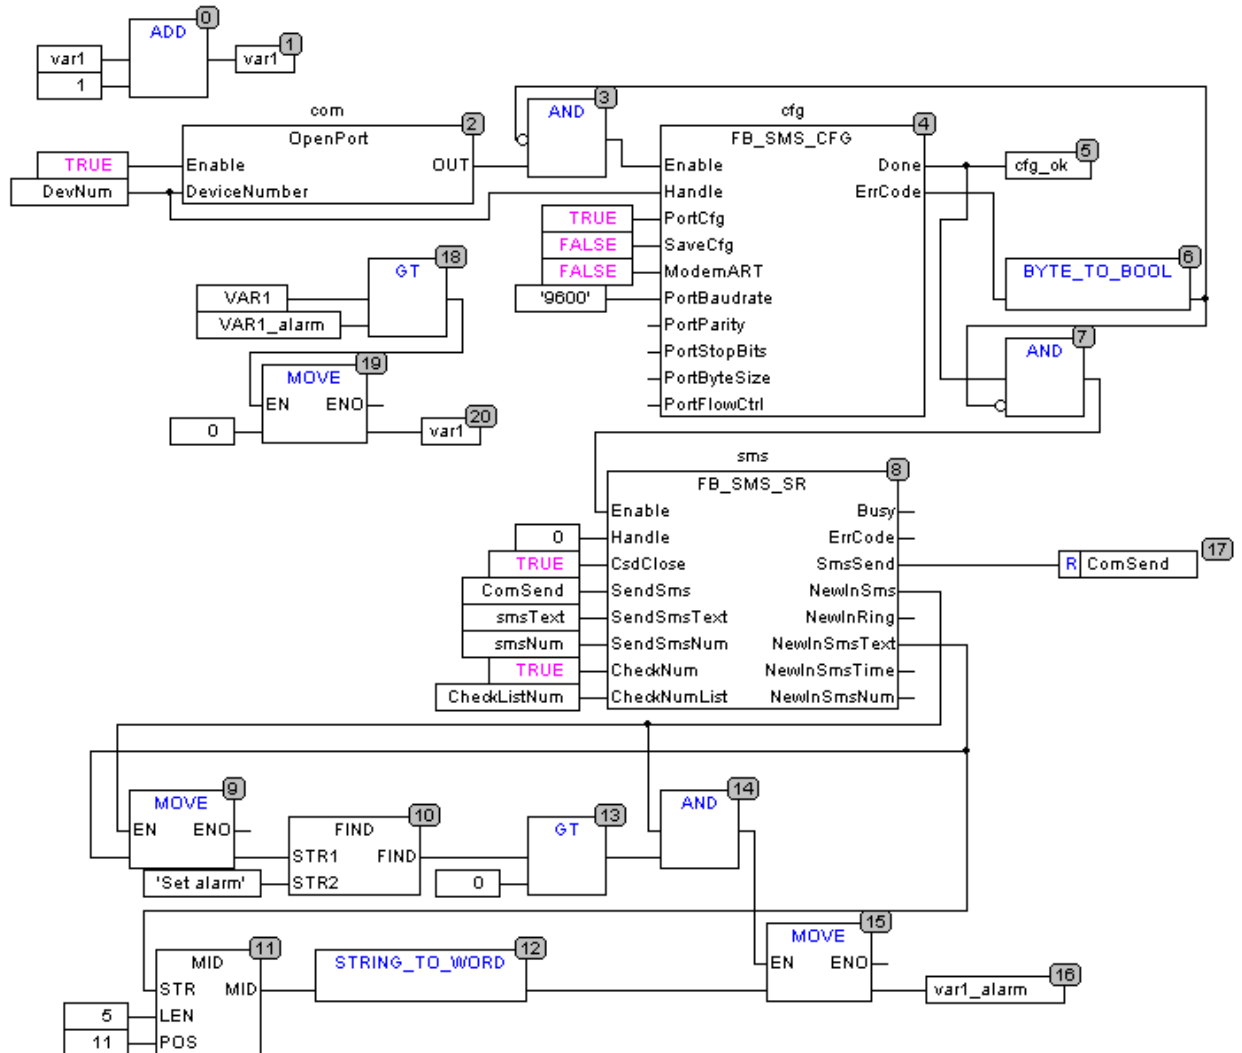 0
ADD
1
var1
var1
1
com
2
OpenPort
TRUE
Enable
OUT
DevNum
DeviceNumber
3
AND
cfg
4
FB_SMS_CFG
Enable
Done
Handle
ErrCode
TRUE
PortCfg
FALSE
SaveCfg
FALSE
ModemART
'9600'
PortBaudrate
PortParity
PortStopBits
PortByteSize
PortFlowCtrl
5
cfg_ok
6
BYTE_TO_BOOL
7
AND
18
GT
VAR1
VAR1_alarm
19
MOVE
EN ENO
0
20
var1
sms
8
FB_SMS_SR
Enable
Busy
0
Handle
ErrCode
TRUE
CsdClose
SmsSend
ComSend
SendSms
NewInSms
smsText
SendSmsText
NewInRing
smsNum
SendSmsNum
NewInSmsText
TRUE
CheckNum
NewInSmsTime
CheckListNum
CheckNumList
NewInSmsNum
17
R ComSend
9
MOVE
EN ENO
10
FIND
STR1 FIND
'Set alarm'
STR2
13
GT
0
14
AND
11
MID
STR MID
5
LEN
11
POS
12
STRING_TO_WORD
15
MOVE
EN ENO
16
var1_alarm